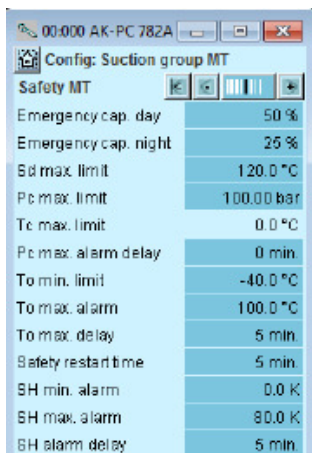 00:000 AK-PC 782A
Config: Suction group MT
Safety MT
Emergency cap. day 50 %
Emergency cap. night 25 %
Sd max. limit 120.0 °C
Pc max. limit 100.00 bar
Tc max. limit 0.0 °C
Pc max. alarm delay 0 min.
To min. limit -40.0 °C
To max. alarm 100.0 °C
To max. delay 5 min.
Safety restart time 5 min.
SH min. alarm 0.0 K
SH max. alarm 80.0 K
SH alarm delay 5 min.